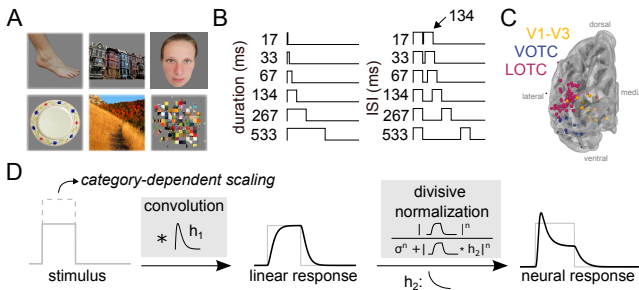 A
B
C
duration (ms)
17
33
67
134
267
533
ISI (ms)
134
17
33
67
134
267
533
V1-V3
VOTC
LOTC
dorsal
lateral
medi
ventral
D
category-dependent scaling
stimulus
convolution
* h1
linear response
divisive
normalization
| |n
σn + | * h2|n
h2:
neural response